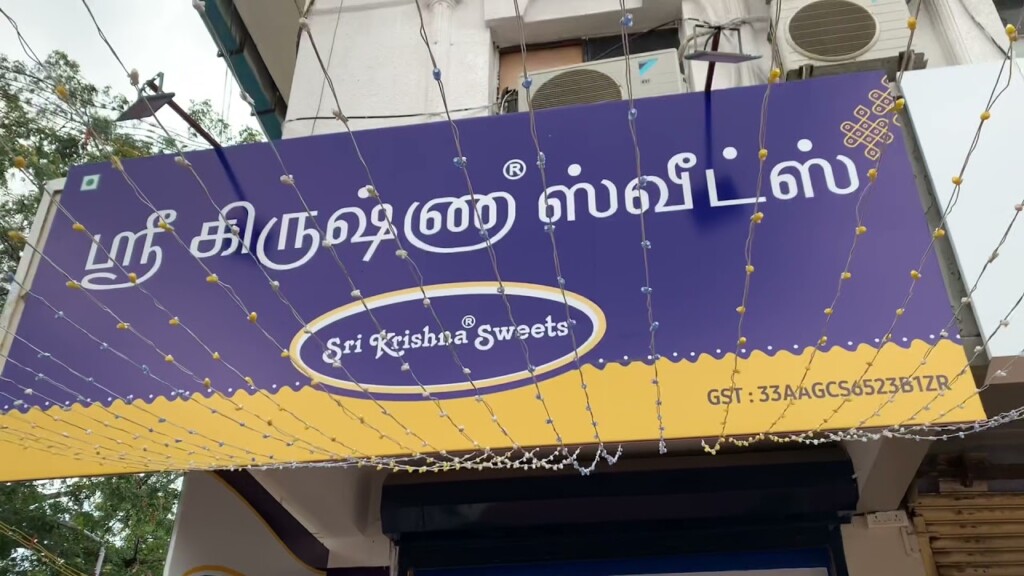 ஸ்ரீ கிருஷ்ணா® ஸ்வீட்ஸ்
Sri Krishna® Sweets
GST : 33AAGCS6523B1ZR